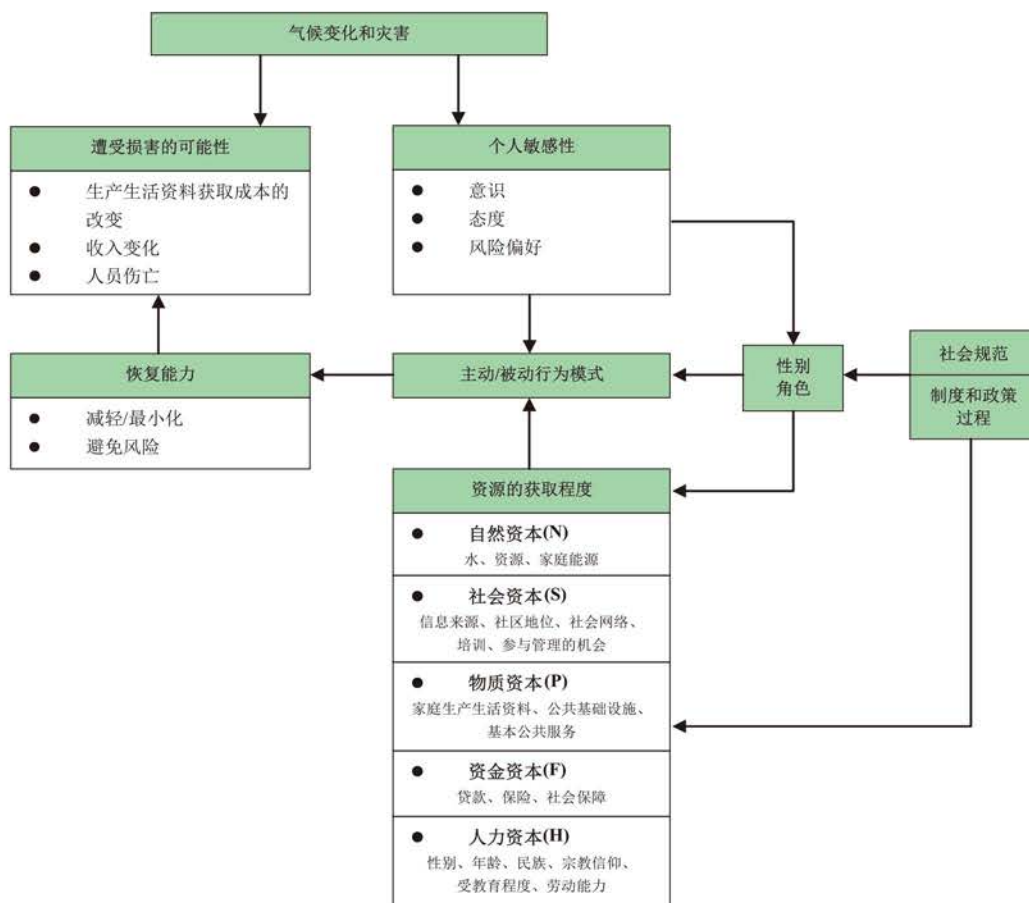 气候变化和灾害
遭受损害的可能性
● 生产生活资料获取成本的
改变
● 收入变化
● 人员伤亡
个人敏感性
● 意识
● 态度
● 风险偏好
恢复能力
● 减轻/最小化
● 避免风险
主动/被动行为模式
性别
角色
社会规范
制度和政策
过程
资源的获取程度
● 自然资本(N)
水、资源、家庭能源
● 社会资本(S)
信息来源、社区地位、社会网络、
培训、参与管理的机会
● 物质资本(P)
家庭生产生活资料、公共基础设施、
基本公共服务
● 资金资本(F)
贷款、保险、社会保障
● 人力资本(H)
性别、年龄、民族、宗教信仰、
受教育程度、劳动能力